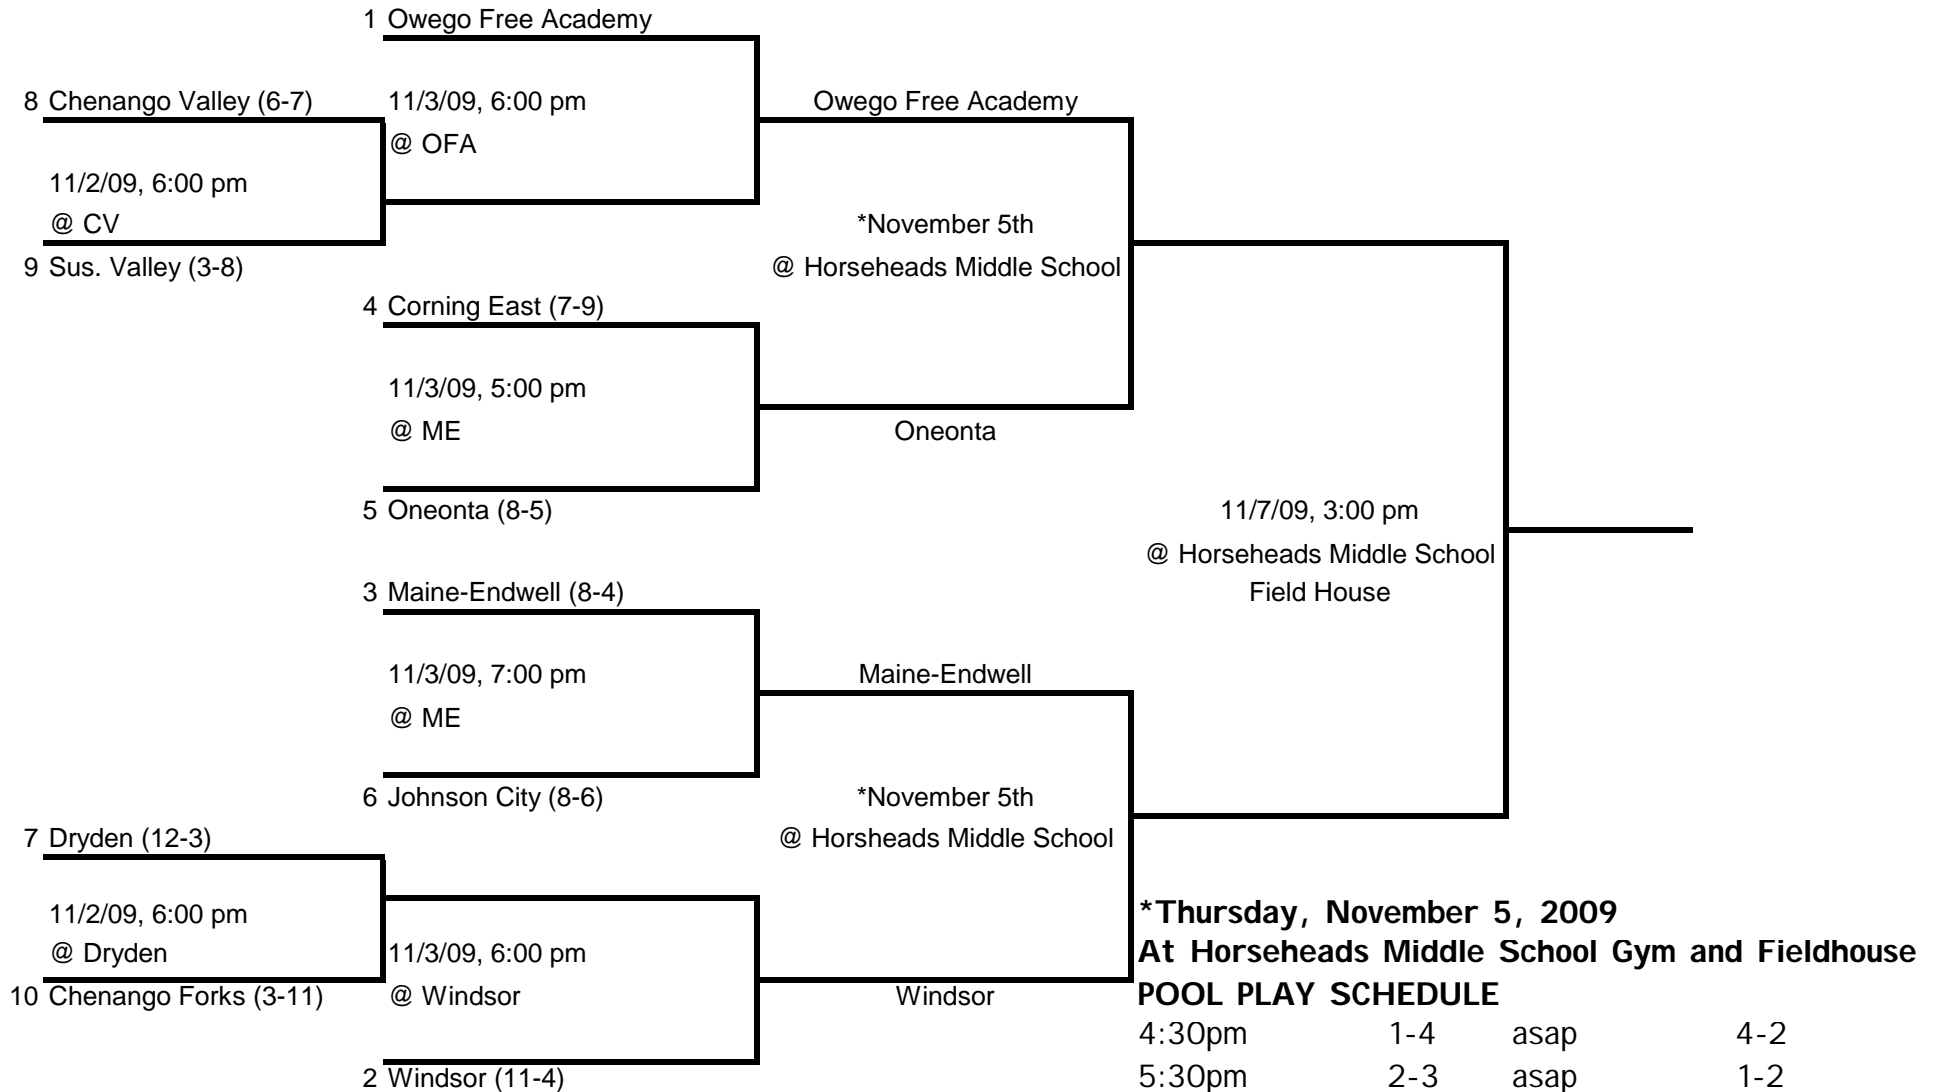 1 Owego Free Academy
8 Chenango Valley (6-7)
11/3/09, 6:00 pm
Owego Free Academy
@ OFA
11/2/09, 6:00 pm
@ CV
*November 5th
9 Sus. Valley (3-8)
@ Horseheads Middle School
4 Corning East (7-9)
11/3/09, 5:00 pm
@ ME
Oneonta
5 Oneonta (8-5)
11/7/09, 3:00 pm
@ Horseheads Middle School
3 Maine-Endwell (8-4)
Field House
11/3/09, 7:00 pm
Maine-Endwell
@ ME
6 Johnson City (8-6)
*November 5th
7 Dryden (12-3)
@ Horsheads Middle School
11/2/09, 6:00 pm
*Thursday, November 5, 2009
@ Dryden
11/3/09, 6:00 pm
At Horseheads Middle School Gym and Fieldhouse
10 Chenango Forks (3-11)
@ Windsor
Windsor
POOL PLAY SCHEDULE
4:30pm 1-4 asap 4-2
2 Windsor (11-4)
5:30pm 2-3 asap 1-2